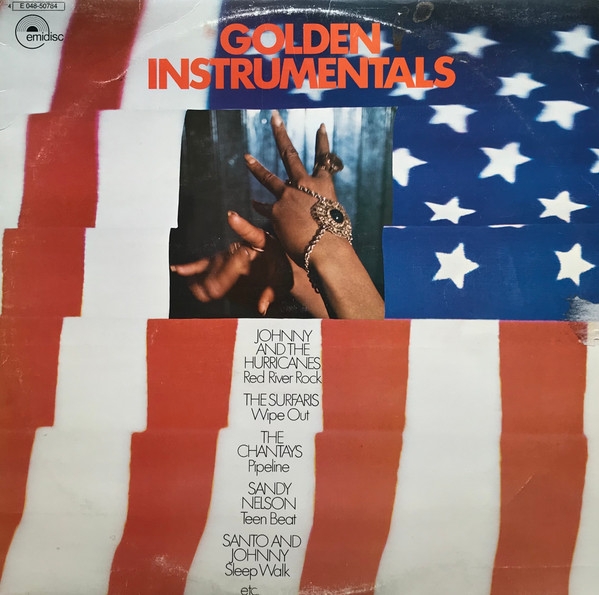 4 E 048-50784
emidisc
GOLDEN
INSTRUMENTALS
JOHNNY
AND THE
HURRICANES
Red River Rock
THE SURFARIS
Wipe Out
THE
CHANTAYS
Pipeline
SANDY
NELSON
Teen Beat
SANTO AND
JOHNNY
Sleep Walk
etc.